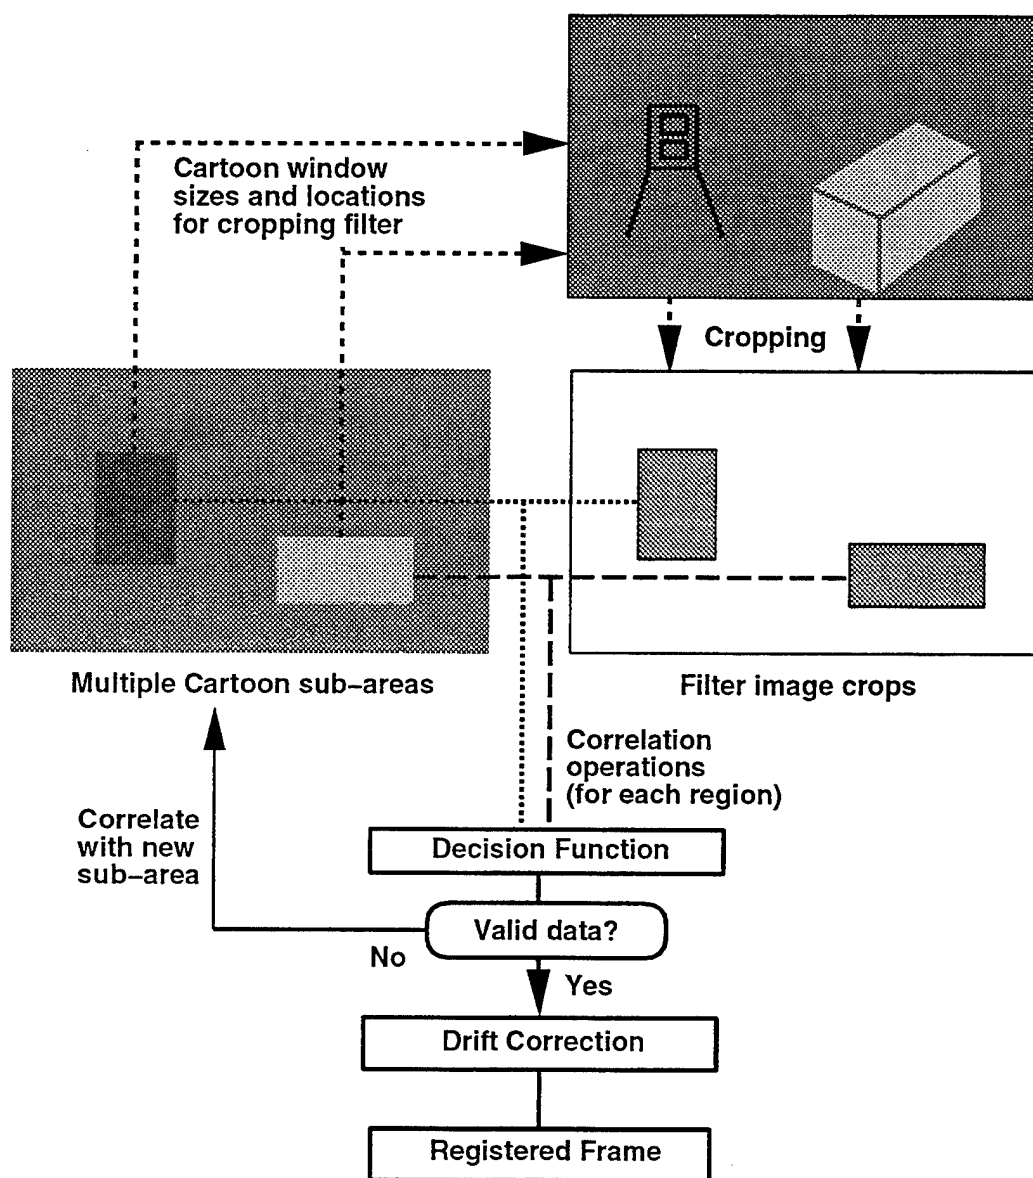 Cartoon window
sizes and locations
for cropping filter
Cropping
Multiple Cartoon sub–areas
Filter image crops
Correlation
operations
(for each region)
Correlate
with new
sub–area
Decision Function
Valid data?
No
Yes
Drift Correction
Registered Frame